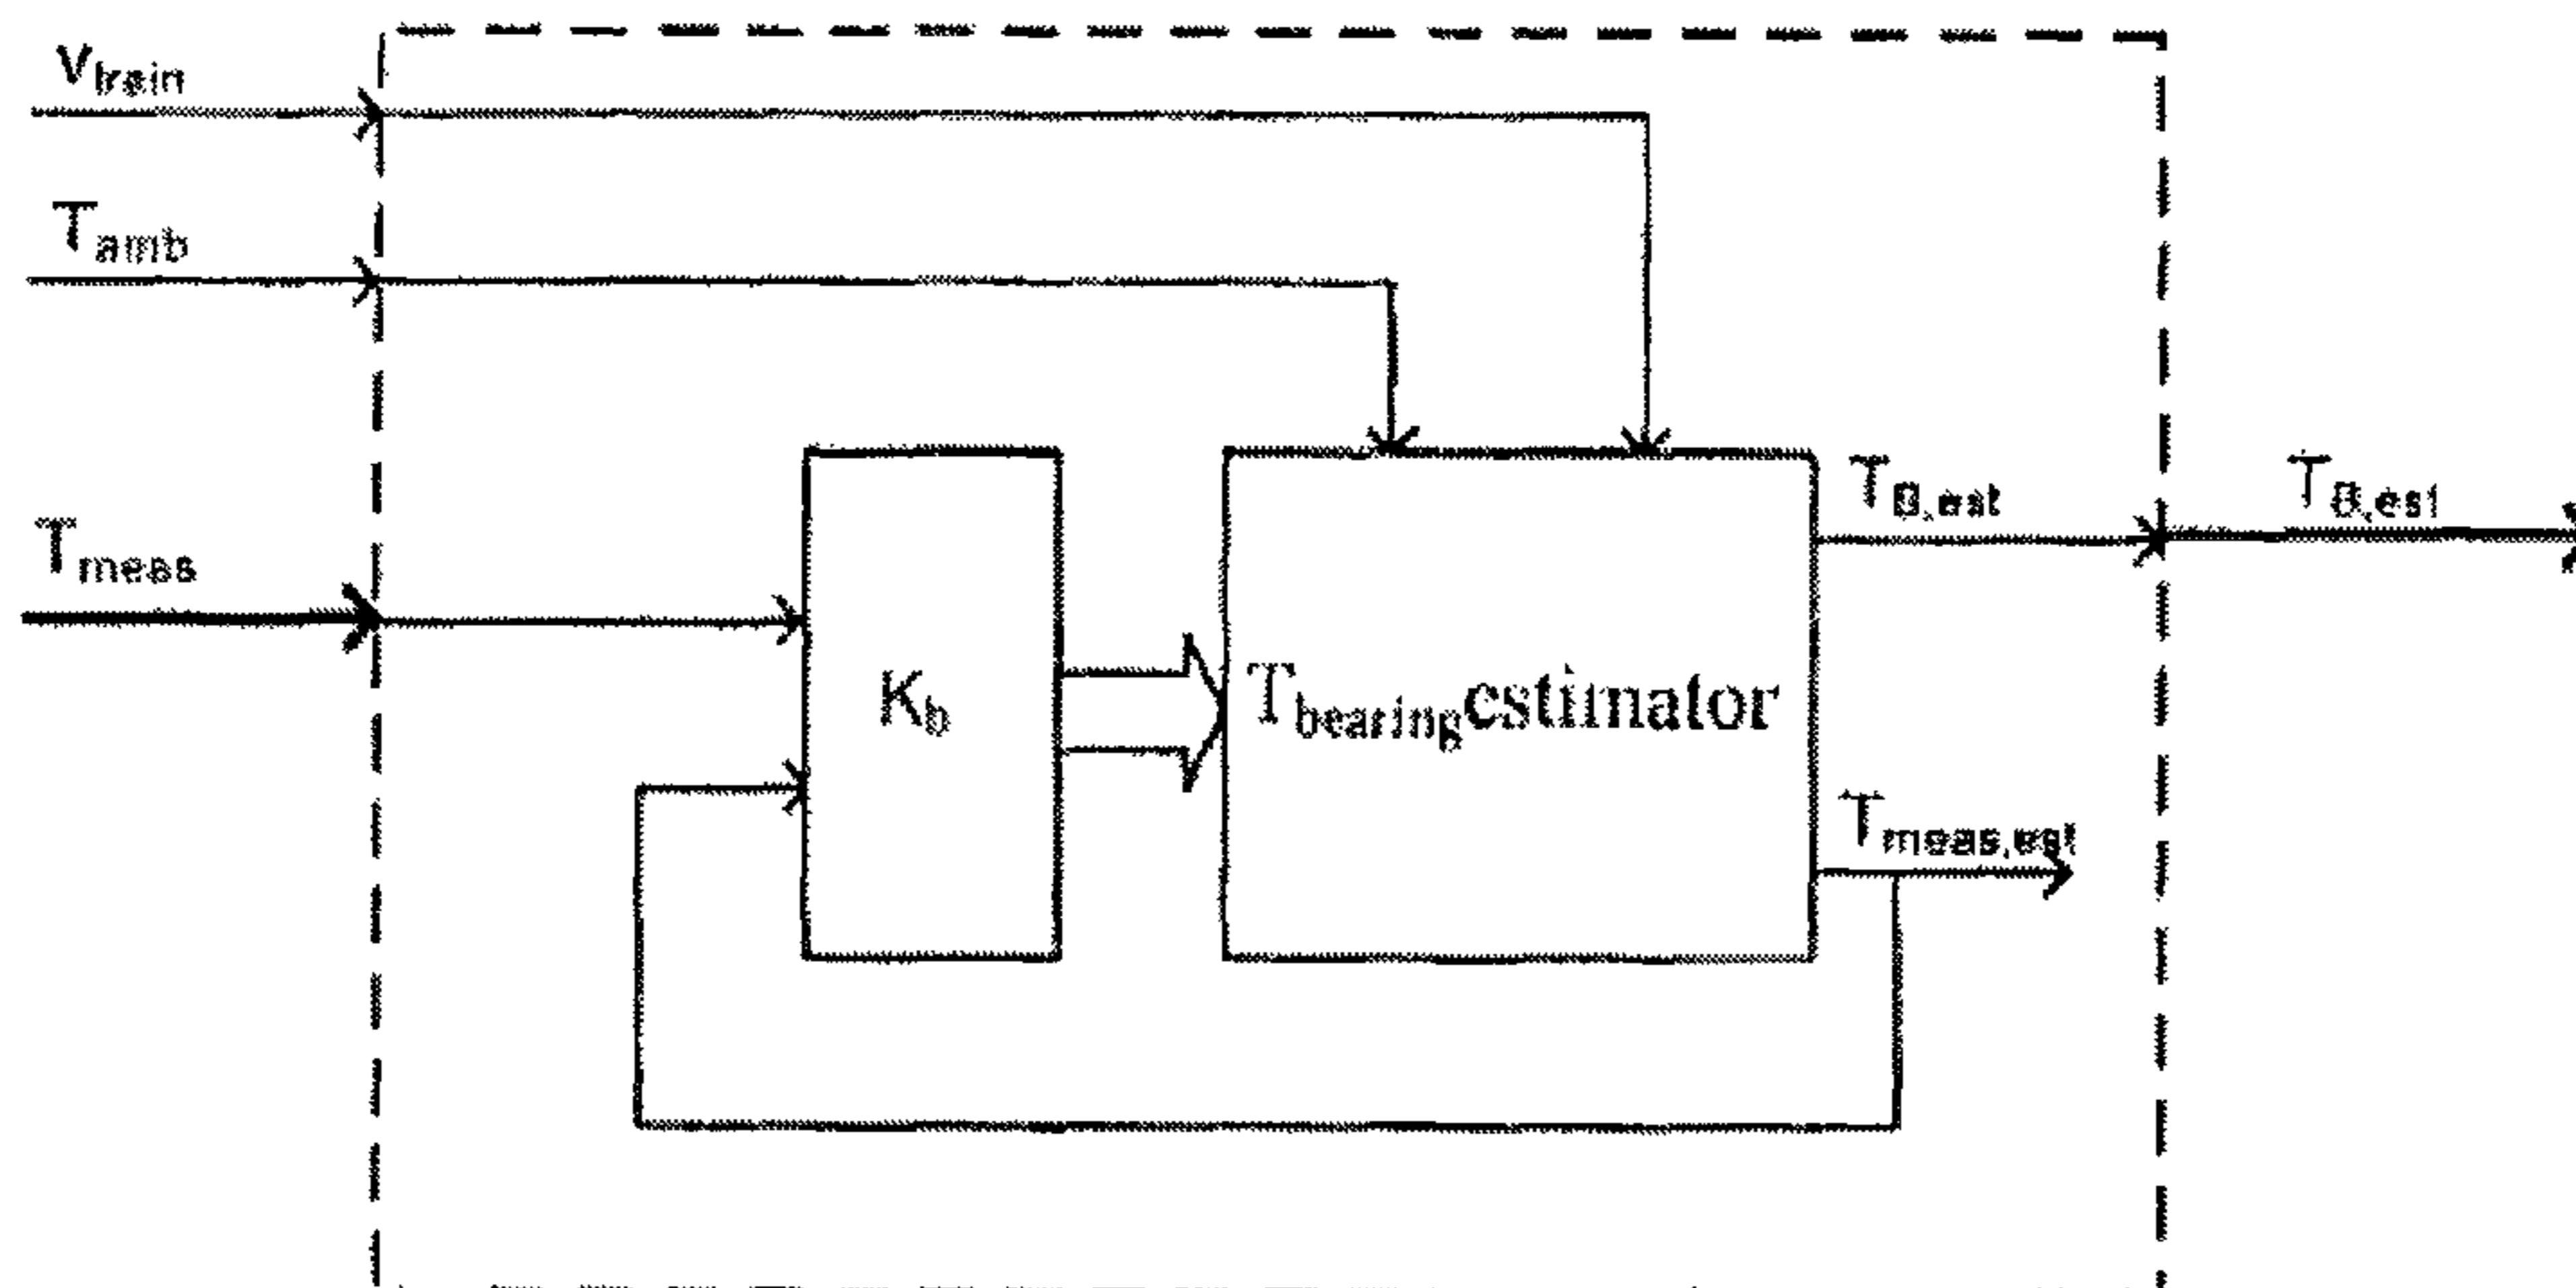 Vtrain
Tamb
Tmeas
Kb
Tbearing estimator
TB,est
TB,est
Tmeas,est